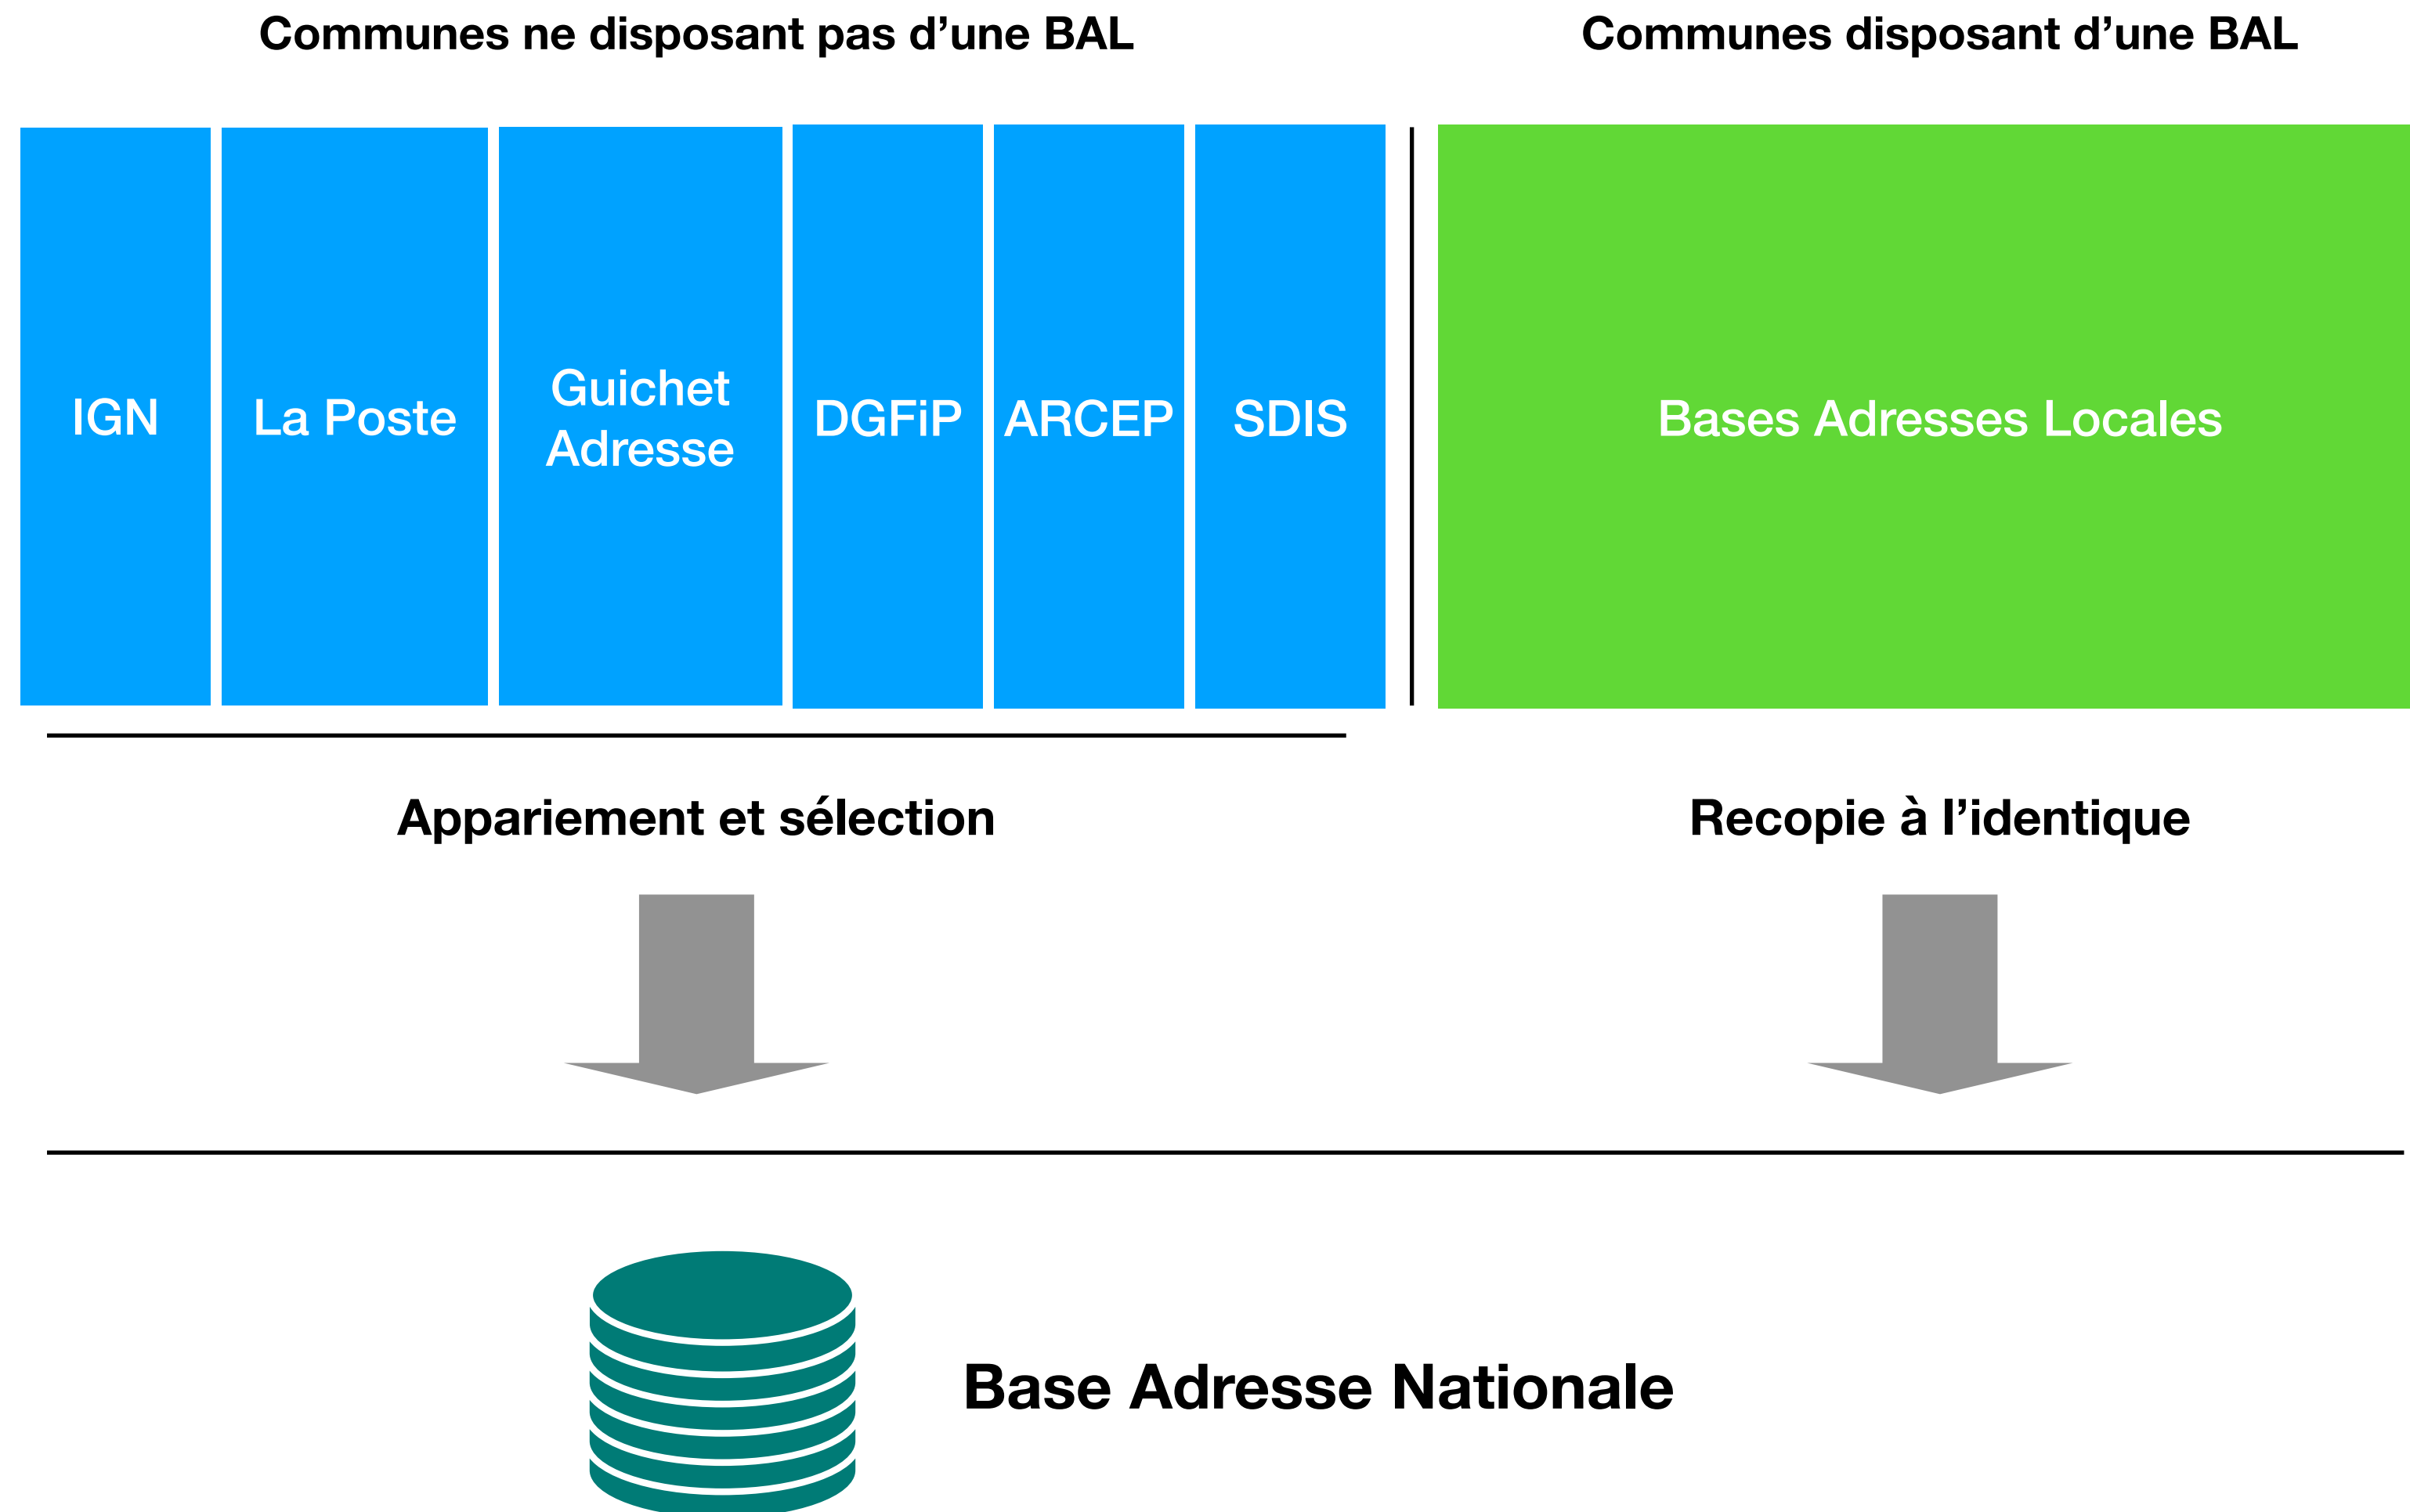 Communes ne disposant pas d’une BAL
Communes disposant d’une BAL
IGN
La Poste
Guichet
Adresse
DGFiP
ARCEP
SDIS
Bases Adresses Locales
Appariement et sélection
Recopie à l’identique
Base Adresse Nationale